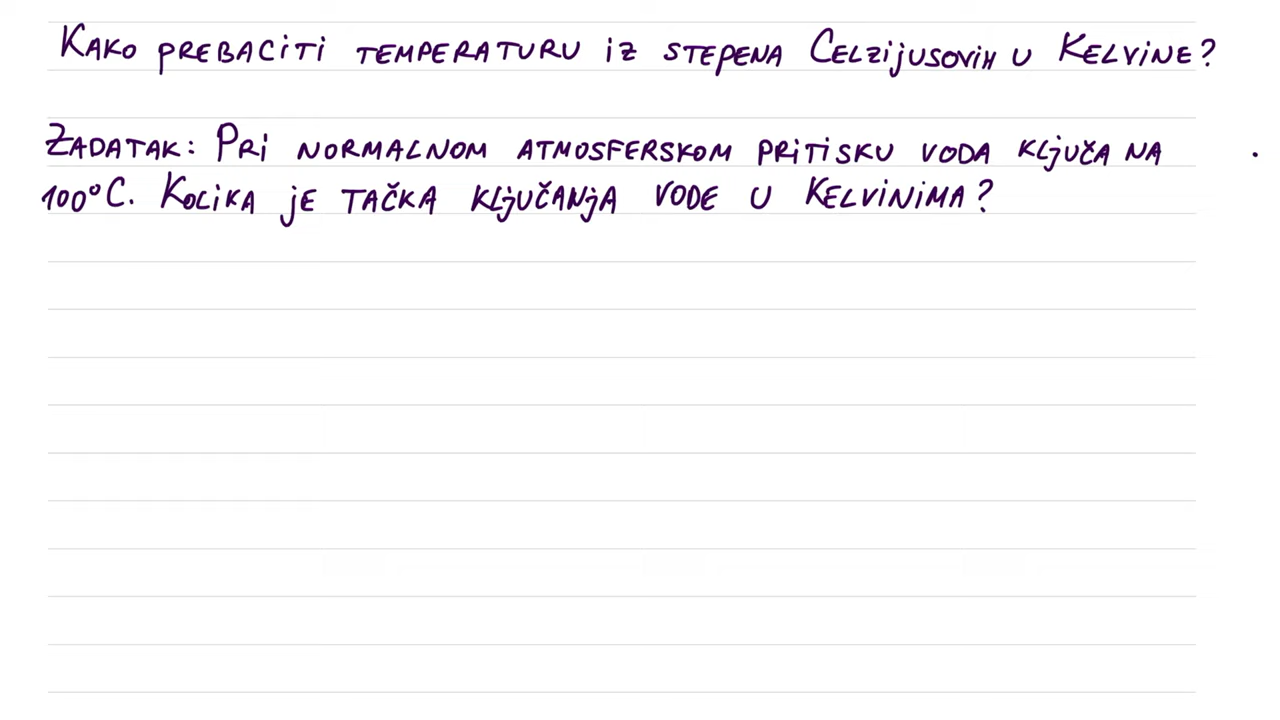 Kako prebaciti temperaturu iz stepena Celzijusovih u Kelvine?
Zadatak: Pri normalnom atmosferskom pritisku voda ključa na
100°C. Kolika je tačka ključanja vode u Kelvinima?